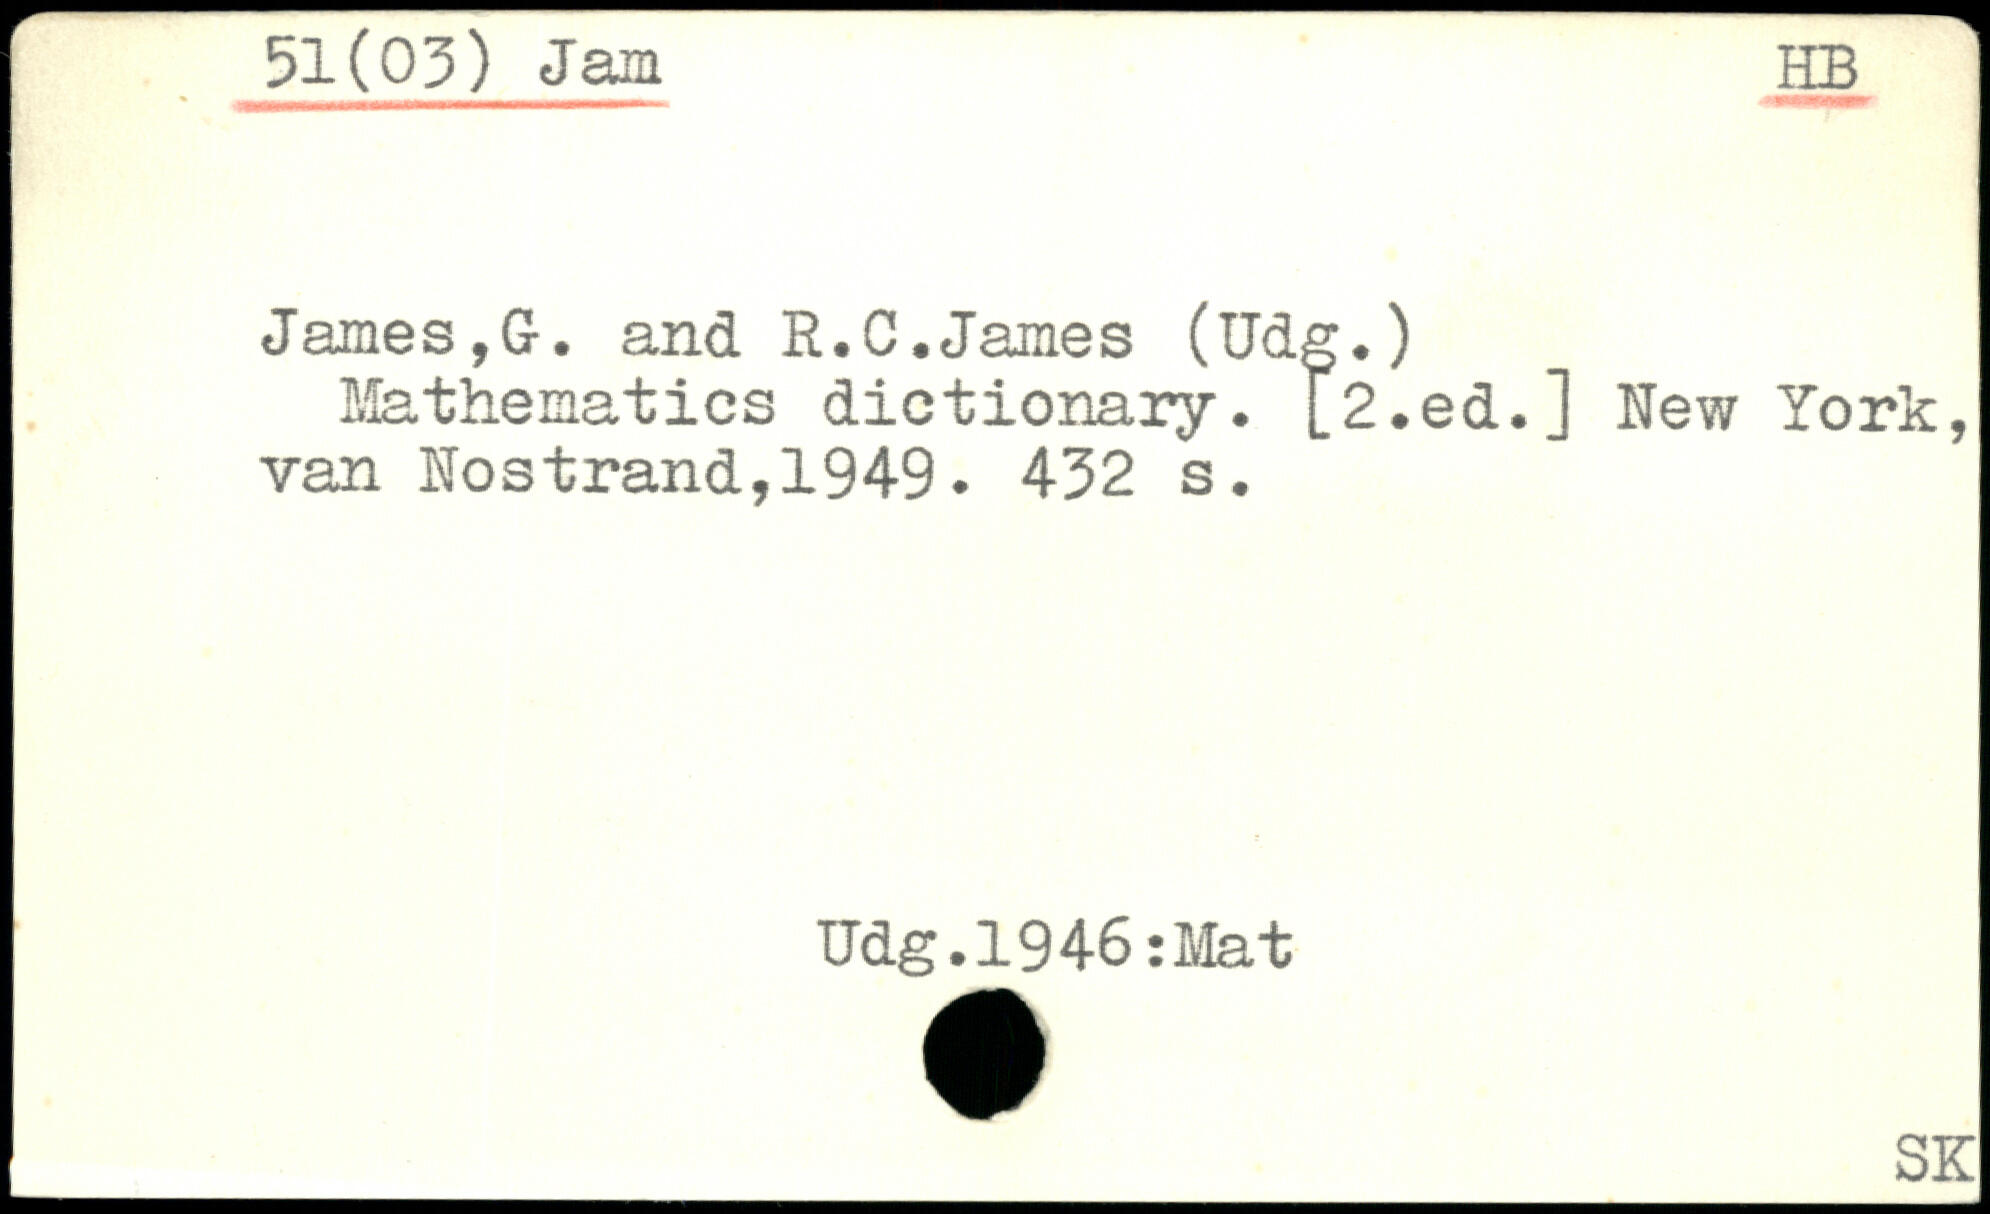 51(03) Jam HB
James,G. and R.C.James (Udg.)
Mathematics dictionary. [2.ed.] New York,
van Nostrand,1949. 432 s.
Udg.1946:Mat
SK